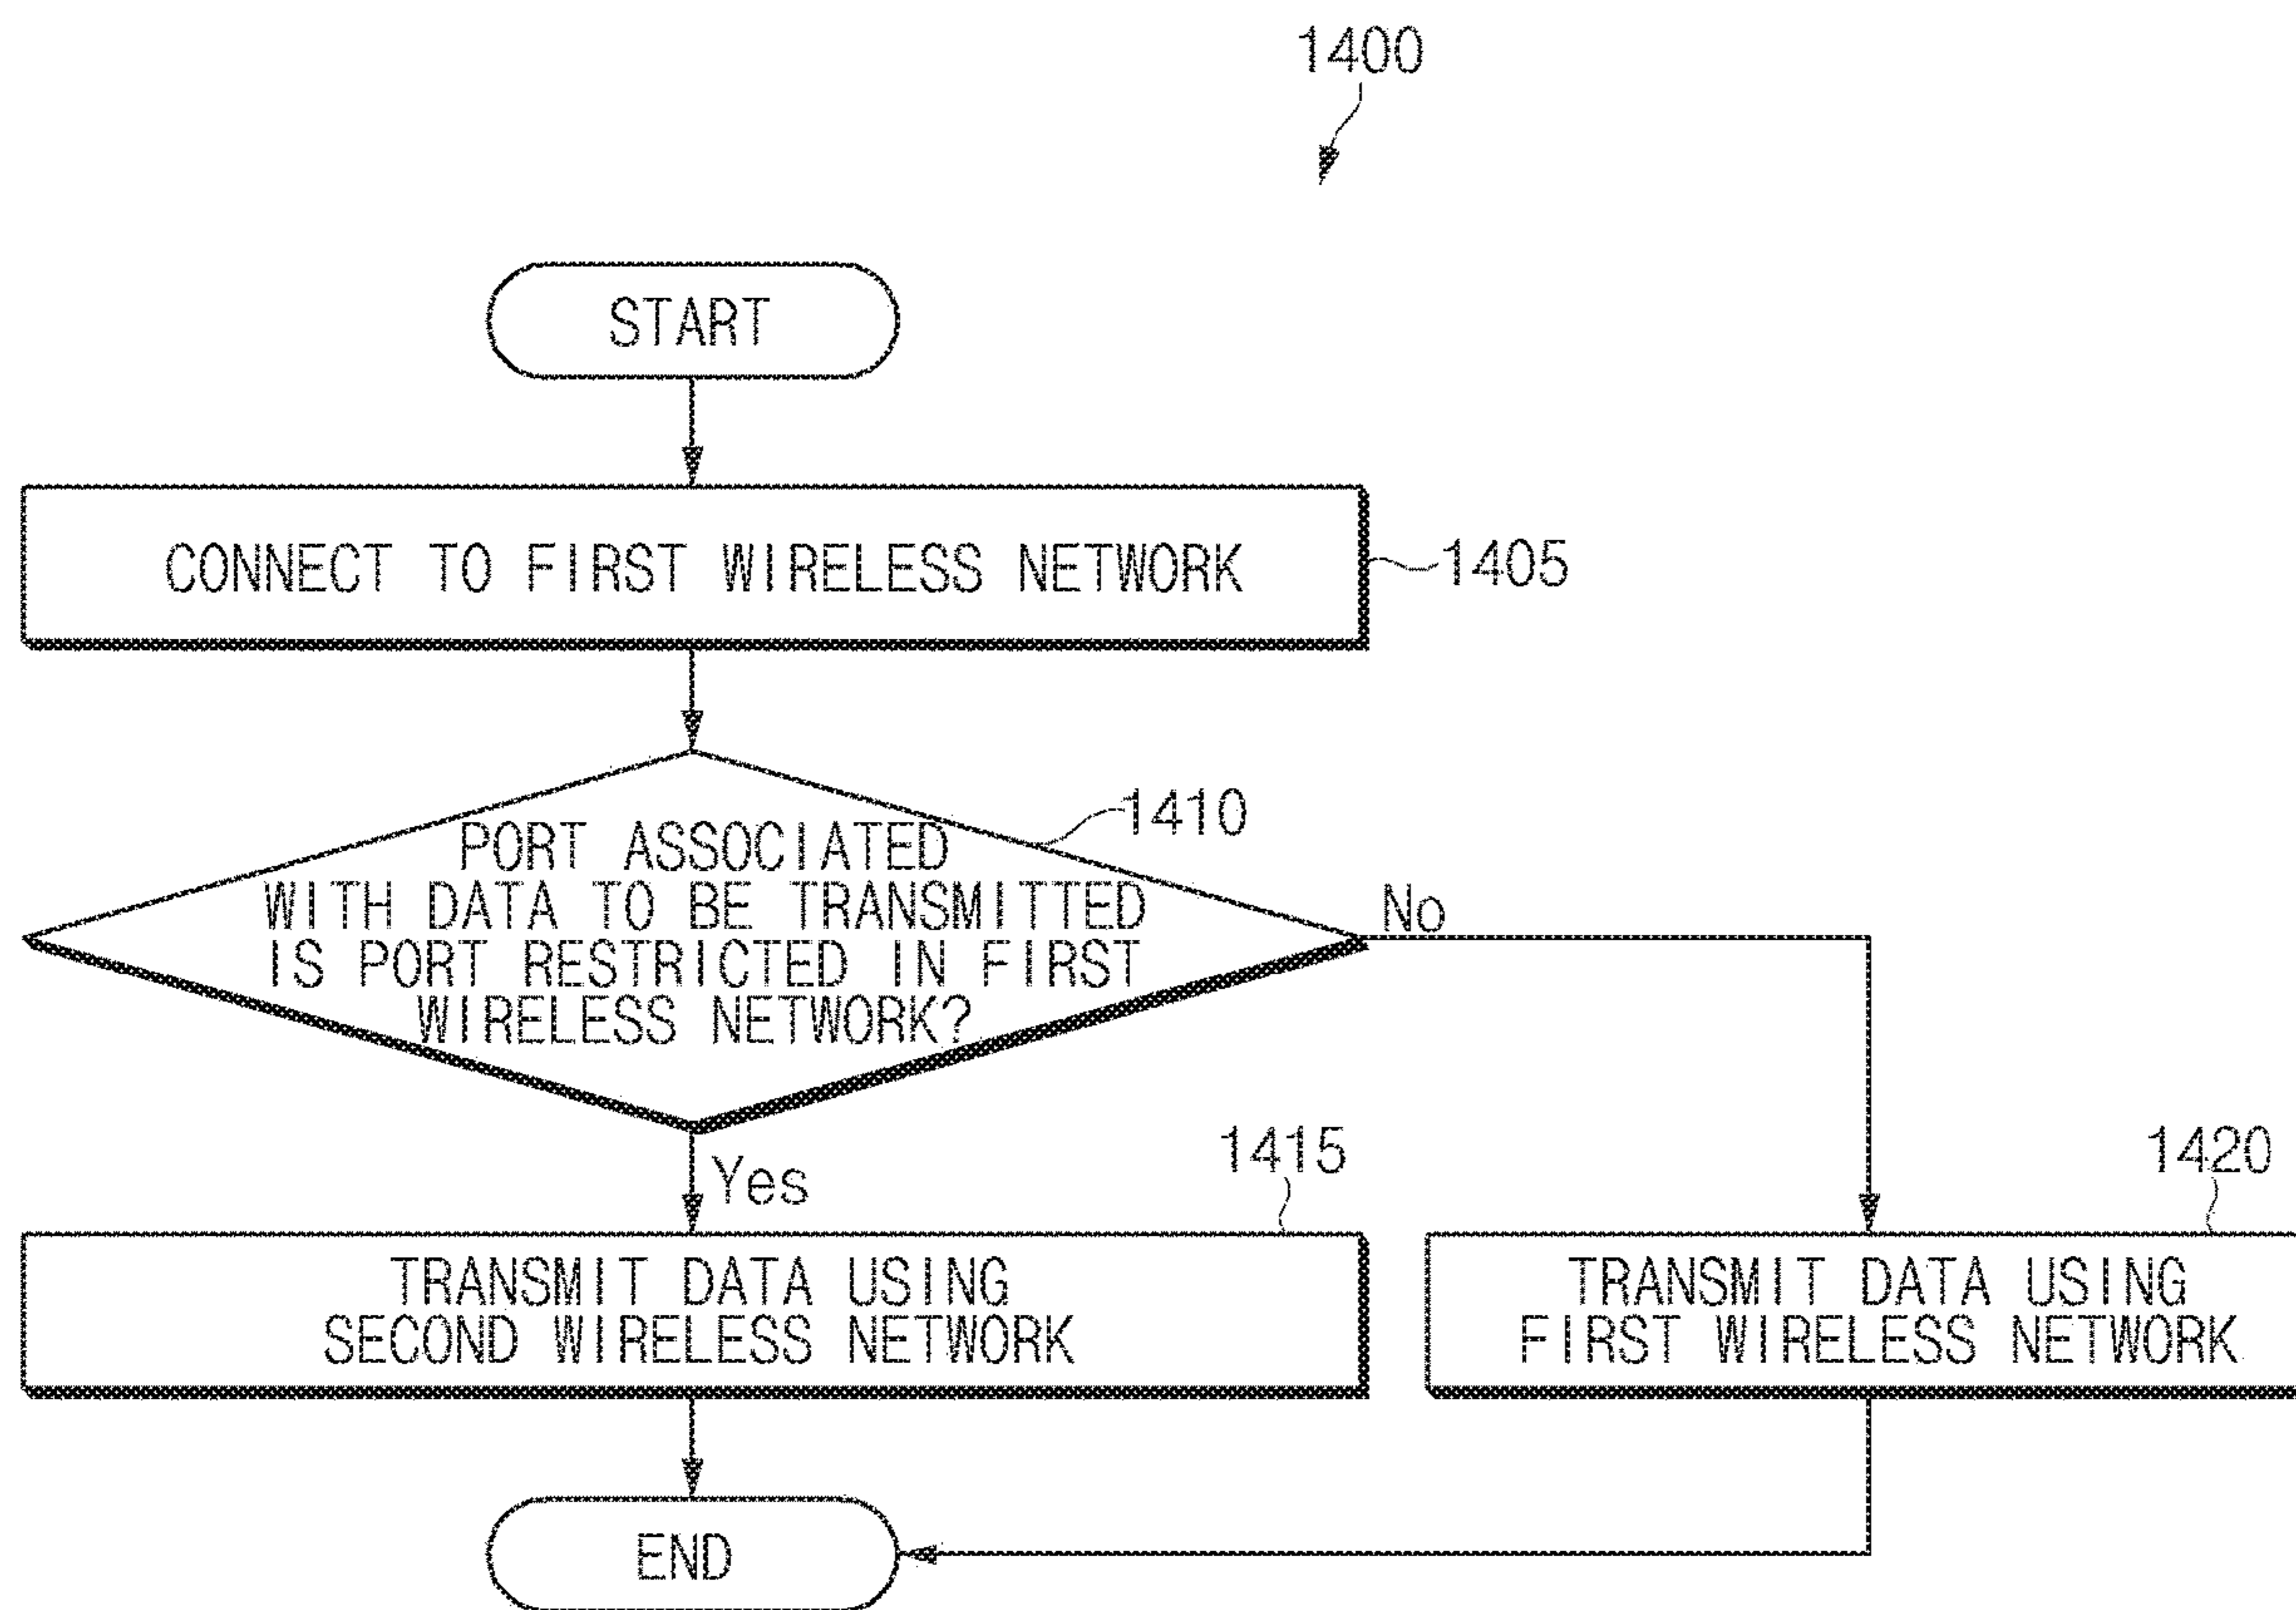 1400
START
CONNECT TO FIRST WIRELESS NETWORK
1405
PORT ASSOCIATED
WITH DATA TO BE TRANSMITTED
IS PORT RESTRICTED IN FIRST
WIRELESS NETWORK?
1410
No
Yes
1415
TRANSMIT DATA USING
SECOND WIRELESS NETWORK
1420
TRANSMIT DATA USING
FIRST WIRELESS NETWORK
END